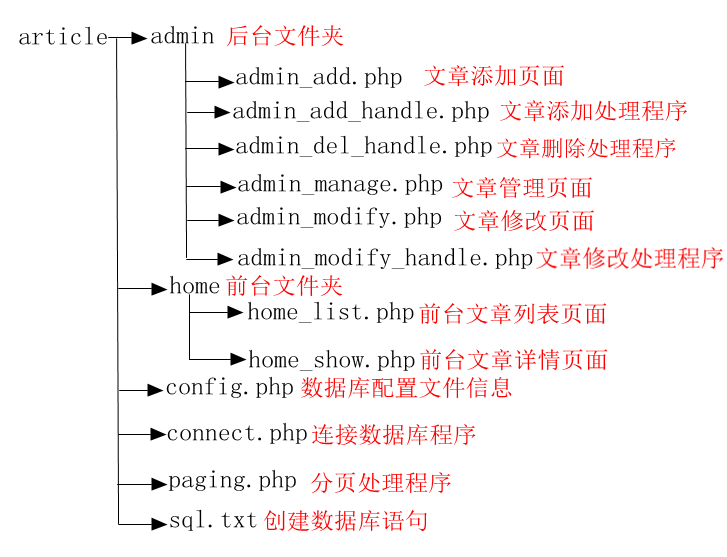 article admin 后台文件夹
admin_add.php 文章添加页面
admin_add_handle.php 文章添加处理程序
admin_del_handle.php 文章删除处理程序
admin_manage.php 文章管理页面
admin_modify.php 文章修改页面
admin_modify_handle.php 文章修改处理程序
home 前台文件夹
home_list.php 前台文章列表页面
home_show.php 前台文章详情页面
config.php 数据库配置文件信息
connect.php 连接数据库程序
paging.php 分页处理程序
sql.txt 创建数据库语句